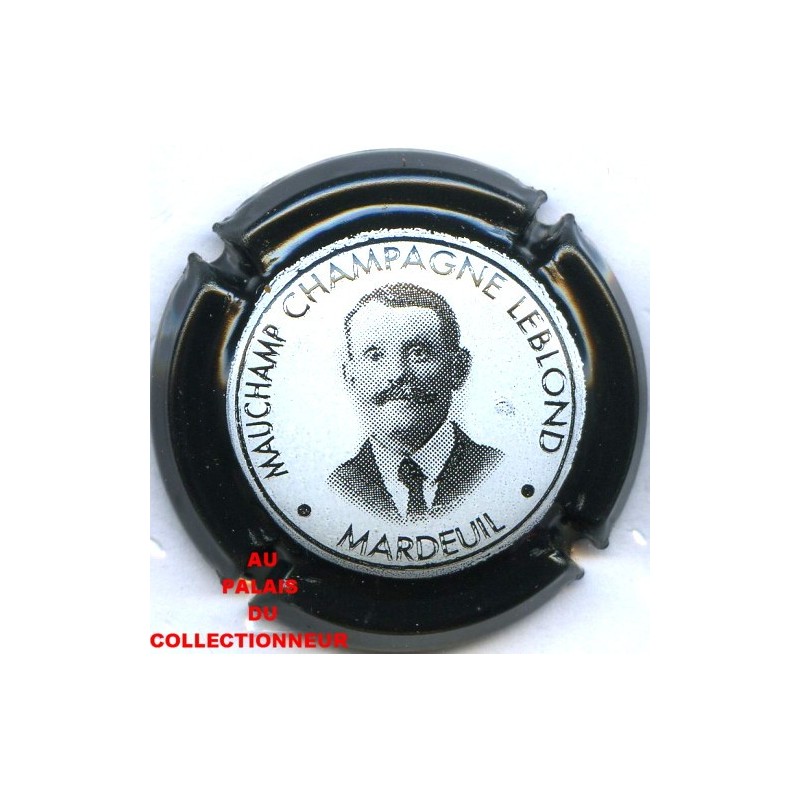 MAUCHAMP CHAMPAGNE LEBLOND
• MARDEUIL •
AU
PALAIS
DU
COLLECTIONNEUR